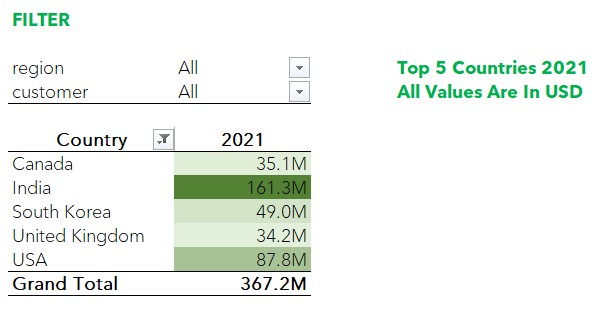 FILTER
region All
customer All
Top 5 Countries 2021
All Values Are In USD
Country 2021
Canada 35.1M
India 161.3M
South Korea 49.0M
United Kingdom 34.2M
USA 87.8M
Grand Total 367.2M